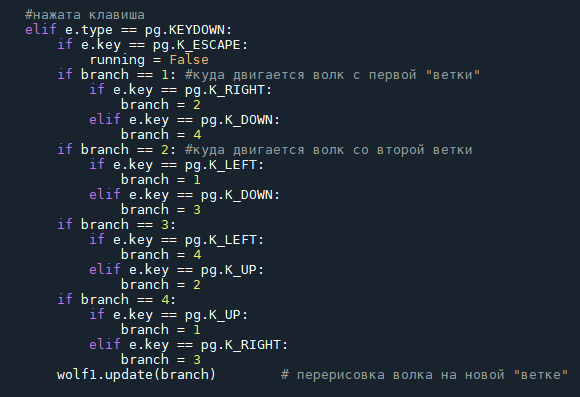 #нажата клавиша
elif e.type == pg.KEYDOWN:
    if e.key == pg.K_ESCAPE:
        running = False
    if branch == 1: #куда двигается волк с первой "ветки"
        if e.key == pg.K_RIGHT:
            branch = 2
        elif e.key == pg.K_DOWN:
            branch = 4
    if branch == 2: #куда двигается волк со второй ветки
        if e.key == pg.K_LEFT:
            branch = 1
        elif e.key == pg.K_DOWN:
            branch = 3
    if branch == 3:
        if e.key == pg.K_LEFT:
            branch = 4
        elif e.key == pg.K_UP:
            branch = 2
    if branch == 4:
        if e.key == pg.K_UP:
            branch = 1
        elif e.key == pg.K_RIGHT:
            branch = 3
    wolf1.update(branch)        # перерисовка волка на новой "ветке"